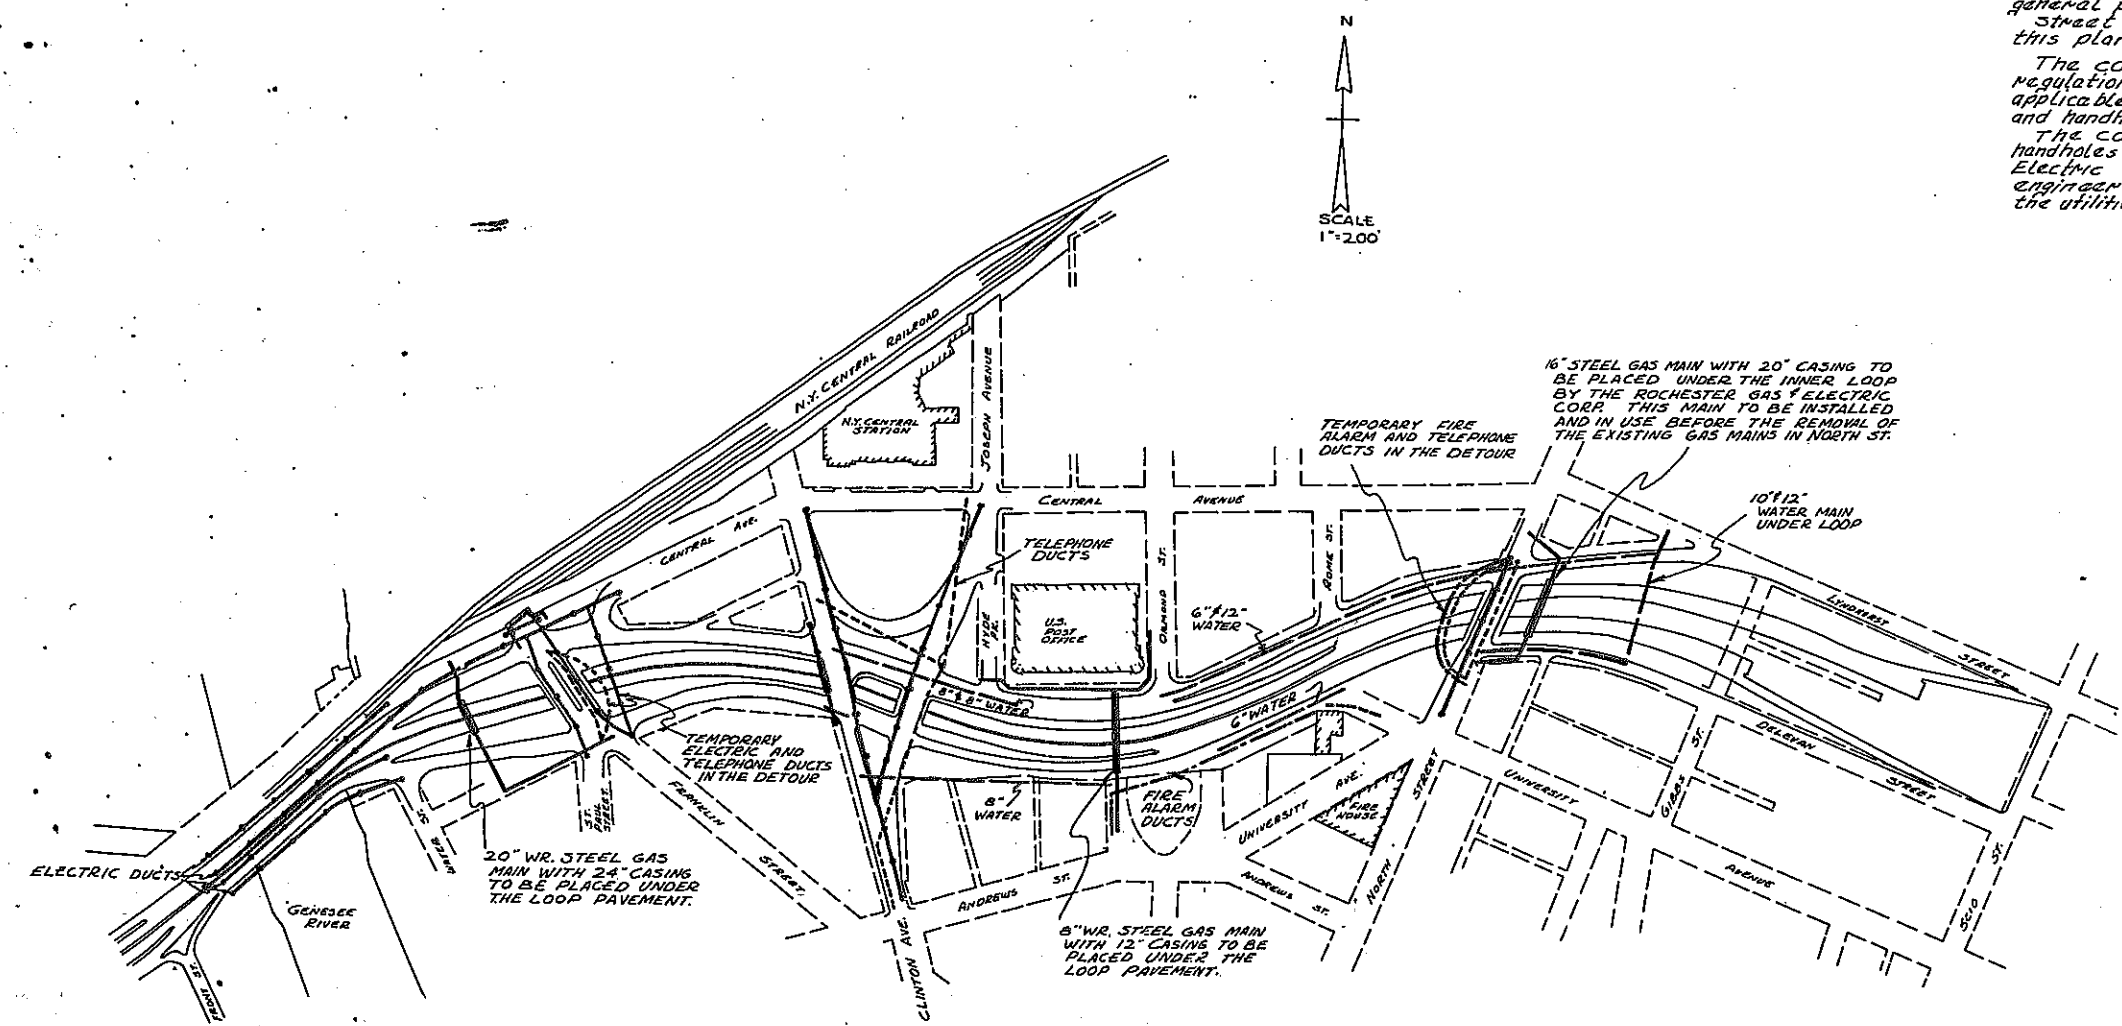 general
Street
this
The
regulation
applicable
and
The
handholes
Electric
engineer
the
N
SCALE
1"=200'
N.Y. CENTRAL RAILROAD
N.Y. CENTRAL
STATION
JOSEPH AVENUE
16" STEEL GAS MAIN WITH 20" CASING TO
BE PLACED UNDER THE INNER LOOP
BY THE ROCHESTER GAS & ELECTRIC
CORP. THIS MAIN TO BE INSTALLED
AND IN USE BEFORE THE REMOVAL OF
THE EXISTING GAS MAINS IN NORTH ST.
TEMPORARY FIRE
ALARM AND TELEPHONE
DUCTS IN THE DETOUR
10" & 12"
WATER MAIN
UNDER LOOP
CENTRAL AVE.
CENTRAL AVENUE
TELEPHONE
DUCTS
HYDE
PK.
U.S.
POST
OFFICE
ORMOND ST.
ROME ST.
6" & 12"
WATER
LYNDHURST STREET
8" & 8" WATER
6" WATER
TEMPORARY
ELECTRIC AND
TELEPHONE DUCTS
IN THE DETOUR
FRANKLIN STREET
ST.
PAUL
STREET
WATER ST.
8"
WATER
FIRE
ALARM
DUCTS
UNIVERSITY AVE.
FIRE
HOUSE
NORTH STREET
UNIVERSITY AVENUE
GIBBS ST.
DELEVAN STREET
SCIO ST.
ELECTRIC DUCTS
GENESEE
RIVER
FRONT ST.
20" WR. STEEL GAS
MAIN WITH 24" CASING
TO BE PLACED UNDER
THE LOOP PAVEMENT.
CLINTON AVE.
ANDREWS ST.
ANDREWS ST.
8" WR. STEEL GAS MAIN
WITH 12" CASING TO BE
PLACED UNDER THE
LOOP PAVEMENT.